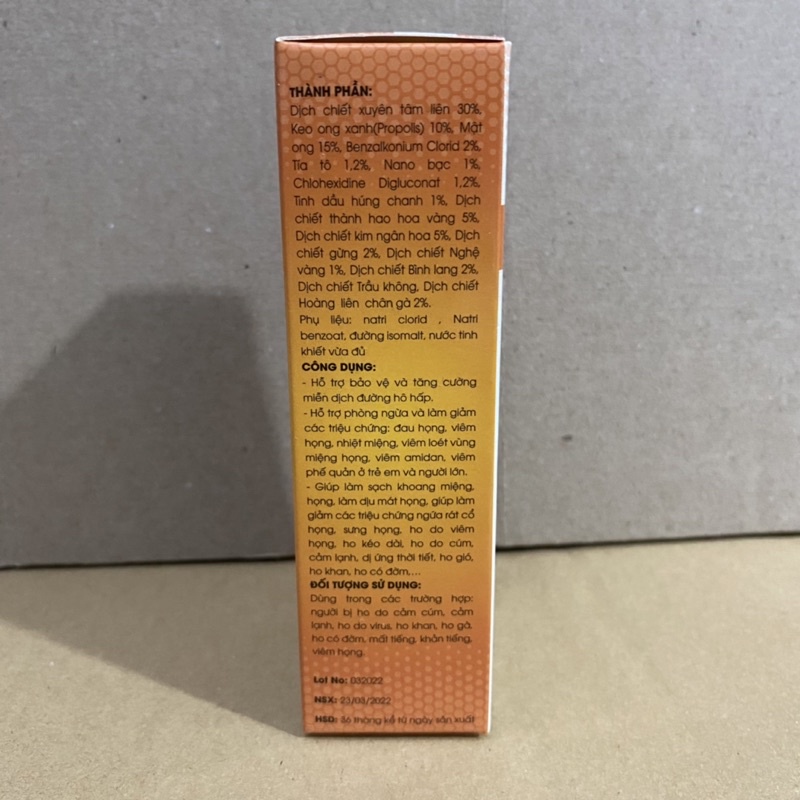 THÀNH PHẦN:
Dịch chiết xuyên tâm liên 30%,
Keo ong xanh(Propolis) 10%, Mật
ong 15%, Benzalkonium Clorid 2%,
Tía tô 1,2%, Nano bạc 1%,
Chlohexidine Digluconat 1,2%,
Tinh dầu húng chanh 1%, Dịch
chiết thành hao hoa vàng 5%,
Dịch chiết kim ngân hoa 5%, Dịch
chiết gừng 2%, Dịch chiết Nghệ
vàng 1%, Dịch chiết Bình lang 2%,
Dịch chiết Trầu không, Dịch chiết
Hoàng liên chân gà 2%.
Phụ liệu: natri clorid , Natri
benzoat, đường isomalt, nước tinh
khiết vừa đủ
CÔNG DỤNG:
- Hỗ trợ bảo vệ và tăng cường
miễn dịch đường hô hấp.
- Hỗ trợ phòng ngừa và làm giảm
các triệu chứng: đau họng, viêm
họng, nhiệt miệng, viêm loét vùng
miệng họng, viêm amidan, viêm
phế quản ở trẻ em và người lớn.
- Giúp làm sạch khoang miệng,
họng, làm dịu mát họng, giúp làm
giảm các triệu chứng ngứa rát cổ
họng, sưng họng, ho do viêm
họng, ho kéo dài, ho do cúm,
cảm lạnh, dị ứng thời tiết, ho gió,
ho khan, ho có đờm,...
ĐỐI TƯỢNG SỬ DỤNG:
Dùng trong các trường hợp:
người bị ho do cảm cúm, cảm
lạnh, ho do virus, ho khan, ho gà,
ho có đờm, mất tiếng, khản tiếng,
viêm họng.
Lot No: 032022
NSX: 23/03/2022
HSD: 36 tháng kể từ ngày sản xuất